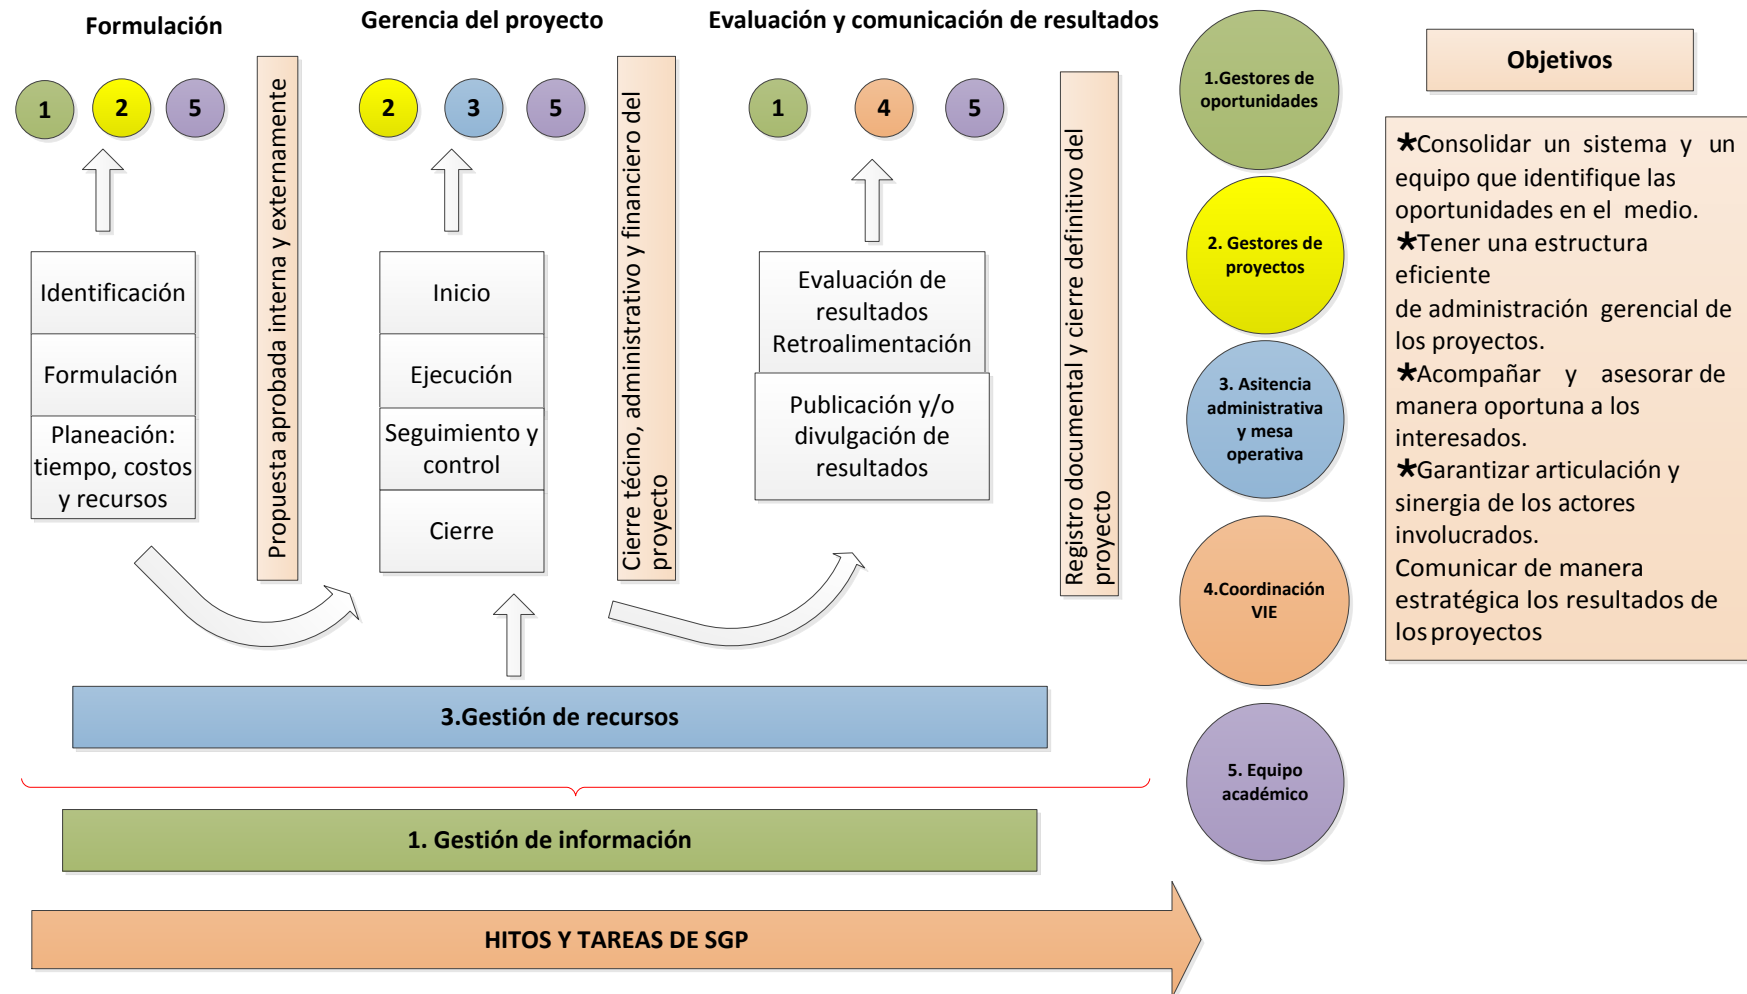 Formulación
Gerencia del proyecto
Evaluación y comunicación de resultados
1
2
5
2
3
5
1
4
5
Identificación
Formulación
Planeación:
tiempo, costos
y recursos
Propuesta aprobada interna y externamente
Inicio
Ejecución
Seguimiento y
control
Cierre
Cierre técino, administrativo y financiero del
proyecto
Evaluación de
resultados
Retroalimentación
Publicación y/o
divulgación de
resultados
Registro documental y cierre definitivo del
proyecto
1.Gestores de
oportunidades
2. Gestores de
proyectos
3. Asitencia
administrativa
y mesa
operativa
4.Coordinación
VIE
5. Equipo
académico
Objetivos
*Consolidar un sistema y un
equipo que identifique las
oportunidades en el medio.
*Tener una estructura
eficiente
de administración gerencial de
los proyectos.
*Acompañar y asesorar de
manera oportuna a los
interesados.
*Garantizar articulación y
sinergia de los actores
involucrados.
Comunicar de manera
estratégica los resultados de
los proyectos
3.Gestión de recursos
1. Gestión de información
HITOS Y TAREAS DE SGP